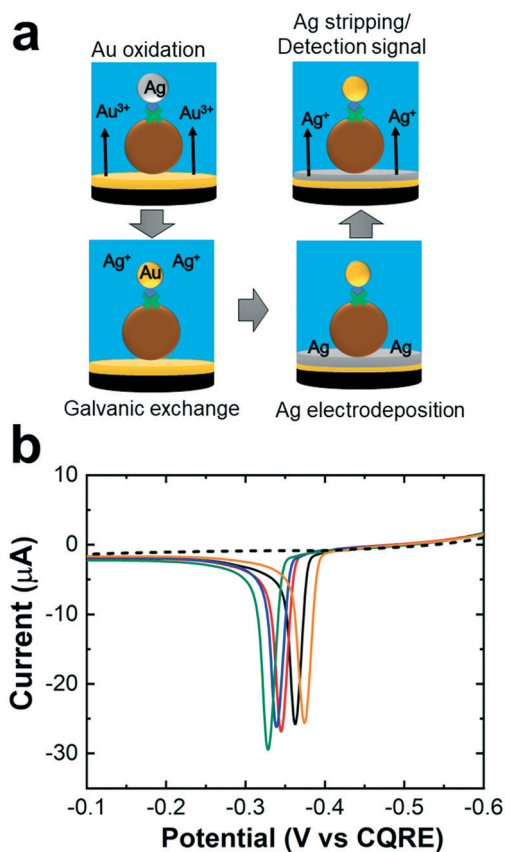 a
Au oxidation
Ag
Au³⁺ Au³⁺
Ag stripping/
Detection signal
Ag⁺ Ag⁺
Ag⁺ Ag⁺
Au
Galvanic exchange
Ag Ag
Ag electrodeposition
b
10
0
-10
-20
-30
Current (μA)
-0.1 -0.2 -0.3 -0.4 -0.5 -0.6
Potential (V vs CQRE)